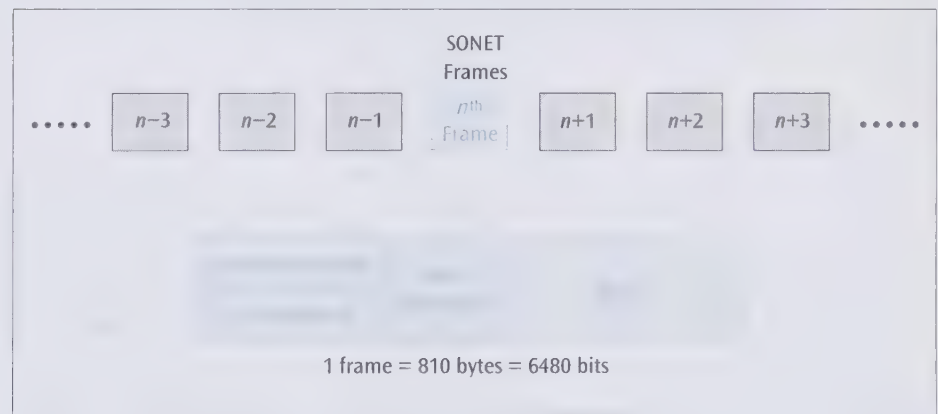 SONET
Frames
..... n−3 n−2 n−1 nth n+1 n+2 n+3 .....
Frame
1 frame = 810 bytes = 6480 bits